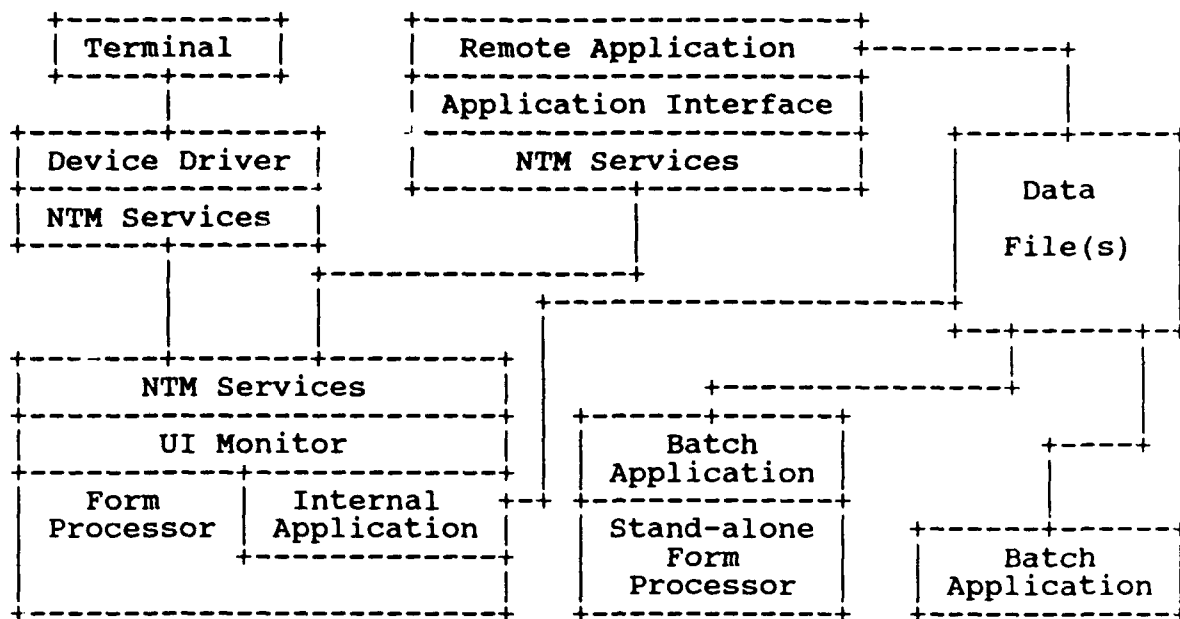 Terminal
Remote Application
Application Interface
Device Driver
NTM Services
NTM Services
Data
File(s)
NTM Services
UI Monitor
Form
Processor
Internal
Application
Batch
Application
Stand-alone
Form
Processor
Batch
Application